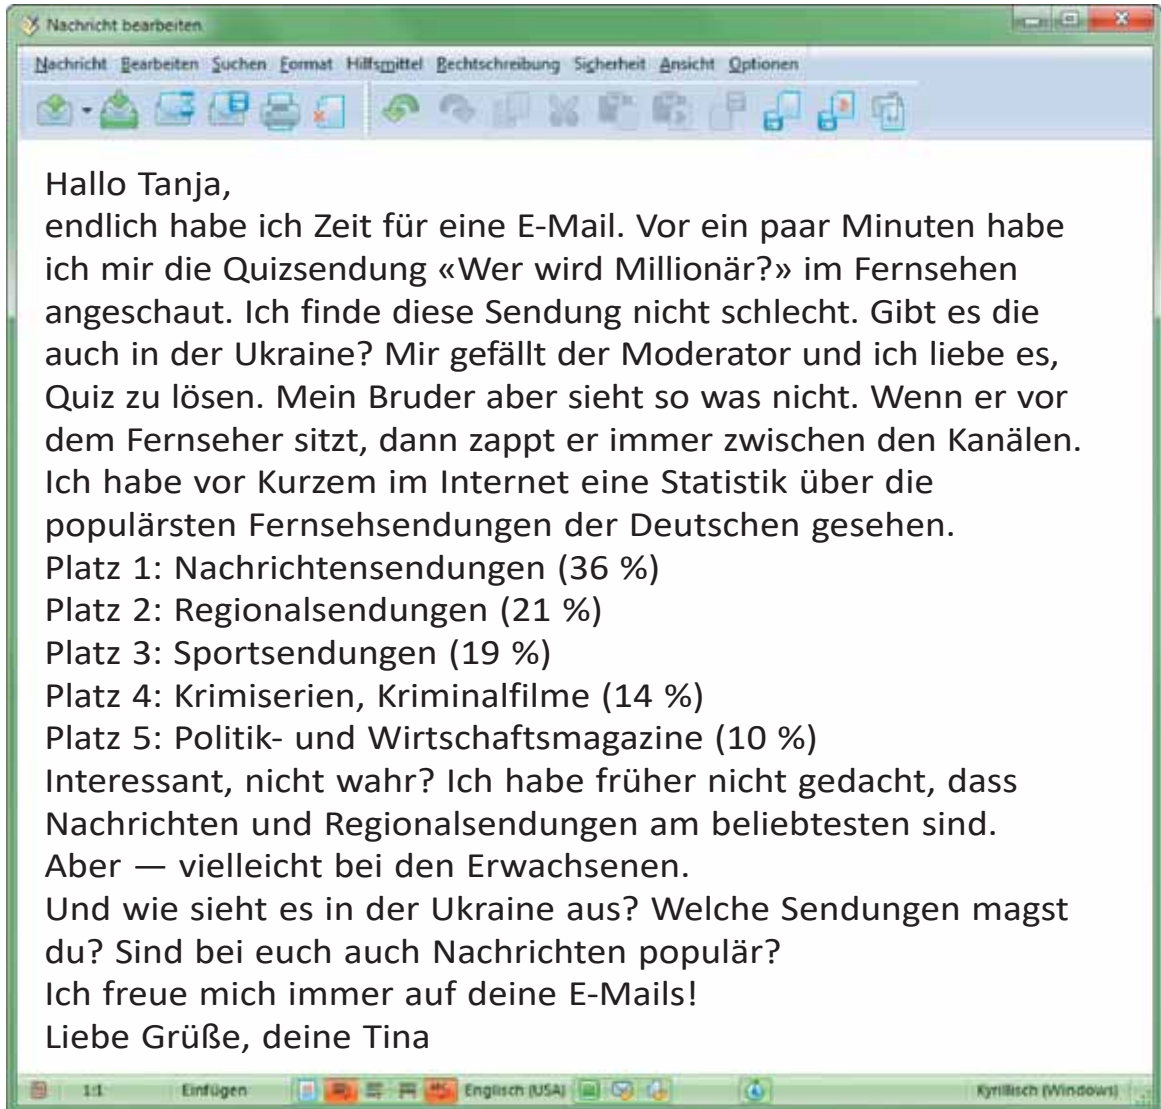 Nachricht bearbeiten
Nachricht Bearbeiten Suchen Format Hilfsmittel Rechtschreibung Sicherheit Ansicht Optionen
Hallo Tanja,
endlich habe ich Zeit für eine E-Mail. Vor ein paar Minuten habe
ich mir die Quizsendung «Wer wird Millionär?» im Fernsehen
angeschaut. Ich finde diese Sendung nicht schlecht. Gibt es die
auch in der Ukraine? Mir gefällt der Moderator und ich liebe es,
Quiz zu lösen. Mein Bruder aber sieht so was nicht. Wenn er vor
dem Fernseher sitzt, dann zappt er immer zwischen den Kanälen.
Ich habe vor Kurzem im Internet eine Statistik über die
populärsten Fernsehsendungen der Deutschen gesehen.
Platz 1: Nachrichtensendungen (36 %)
Platz 2: Regionalsendungen (21 %)
Platz 3: Sportsendungen (19 %)
Platz 4: Krimiserien, Kriminalfilme (14 %)
Platz 5: Politik- und Wirtschaftsmagazine (10 %)
Interessant, nicht wahr? Ich habe früher nicht gedacht, dass
Nachrichten und Regionalsendungen am beliebtesten sind.
Aber — vielleicht bei den Erwachsenen.
Und wie sieht es in der Ukraine aus? Welche Sendungen magst
du? Sind bei euch auch Nachrichten populär?
Ich freue mich immer auf deine E-Mails!
Liebe Grüße, deine Tina
1:1 Einfügen Englisch (USA) Kyrillisch (Windows)